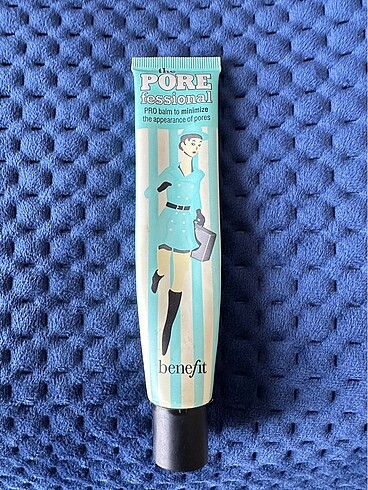 the
PORE
fessional
PRO balm to minimize
the appearance of pores
benefit